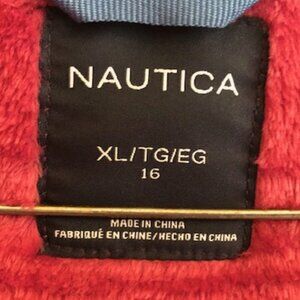 NAUTICA
XL/TG/EG
16
MADE IN CHINA
FABRIQUÉ EN CHINE/HECHO EN CHINA